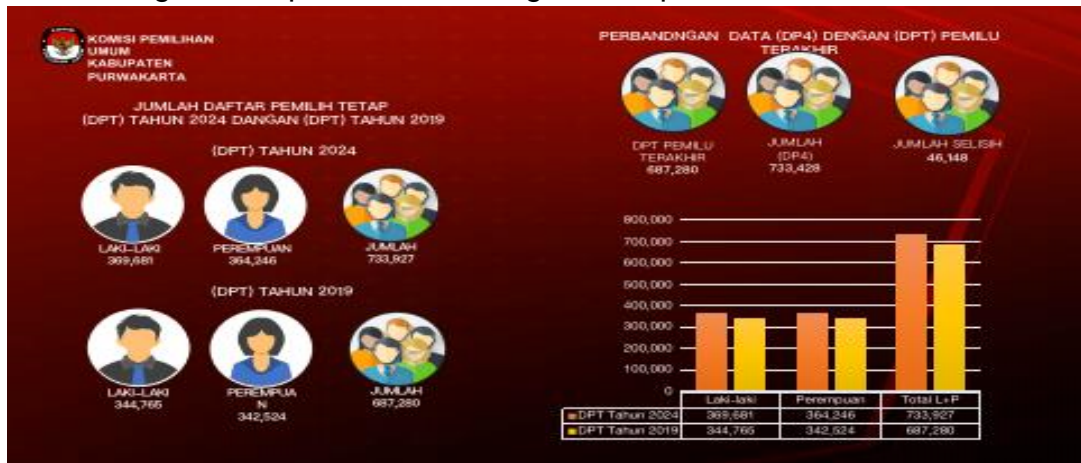 KOMISI PEMILIHAN
UMUM
KABUPATEN
PURWAKARTA
JUMLAH DAFTAR PEMILIH TETAP
(DPT) TAHUN 2024 DANGAN (DPT) TAHUN 2019
(DPT) TAHUN 2024
LAKI-LAKI
369,681
PEREMPUAN
364,246
JUMLAH
733,927
(DPT) TAHUN 2019
LAKI-LAKI
344,765
PEREMPUA
N
342,524
JUMLAH
687,280
PERBANDNGAN DATA (DP4) DENGAN (DPT) PEMILU
TERAKHIR
DPT PEMILU
TERAKHIR
687,280
JUMLAH
(DP4)
733,428
JUMLAH SELISIH
46,148
800,000
700,000
600,000
500,000
400,000
300,000
200,000
100,000
0
Laki-laki Perempuan Total L+P
DPT Tahun 2024 369,681 364,246 733,927
DPT Tahun 2019 344,765 342,524 687,280